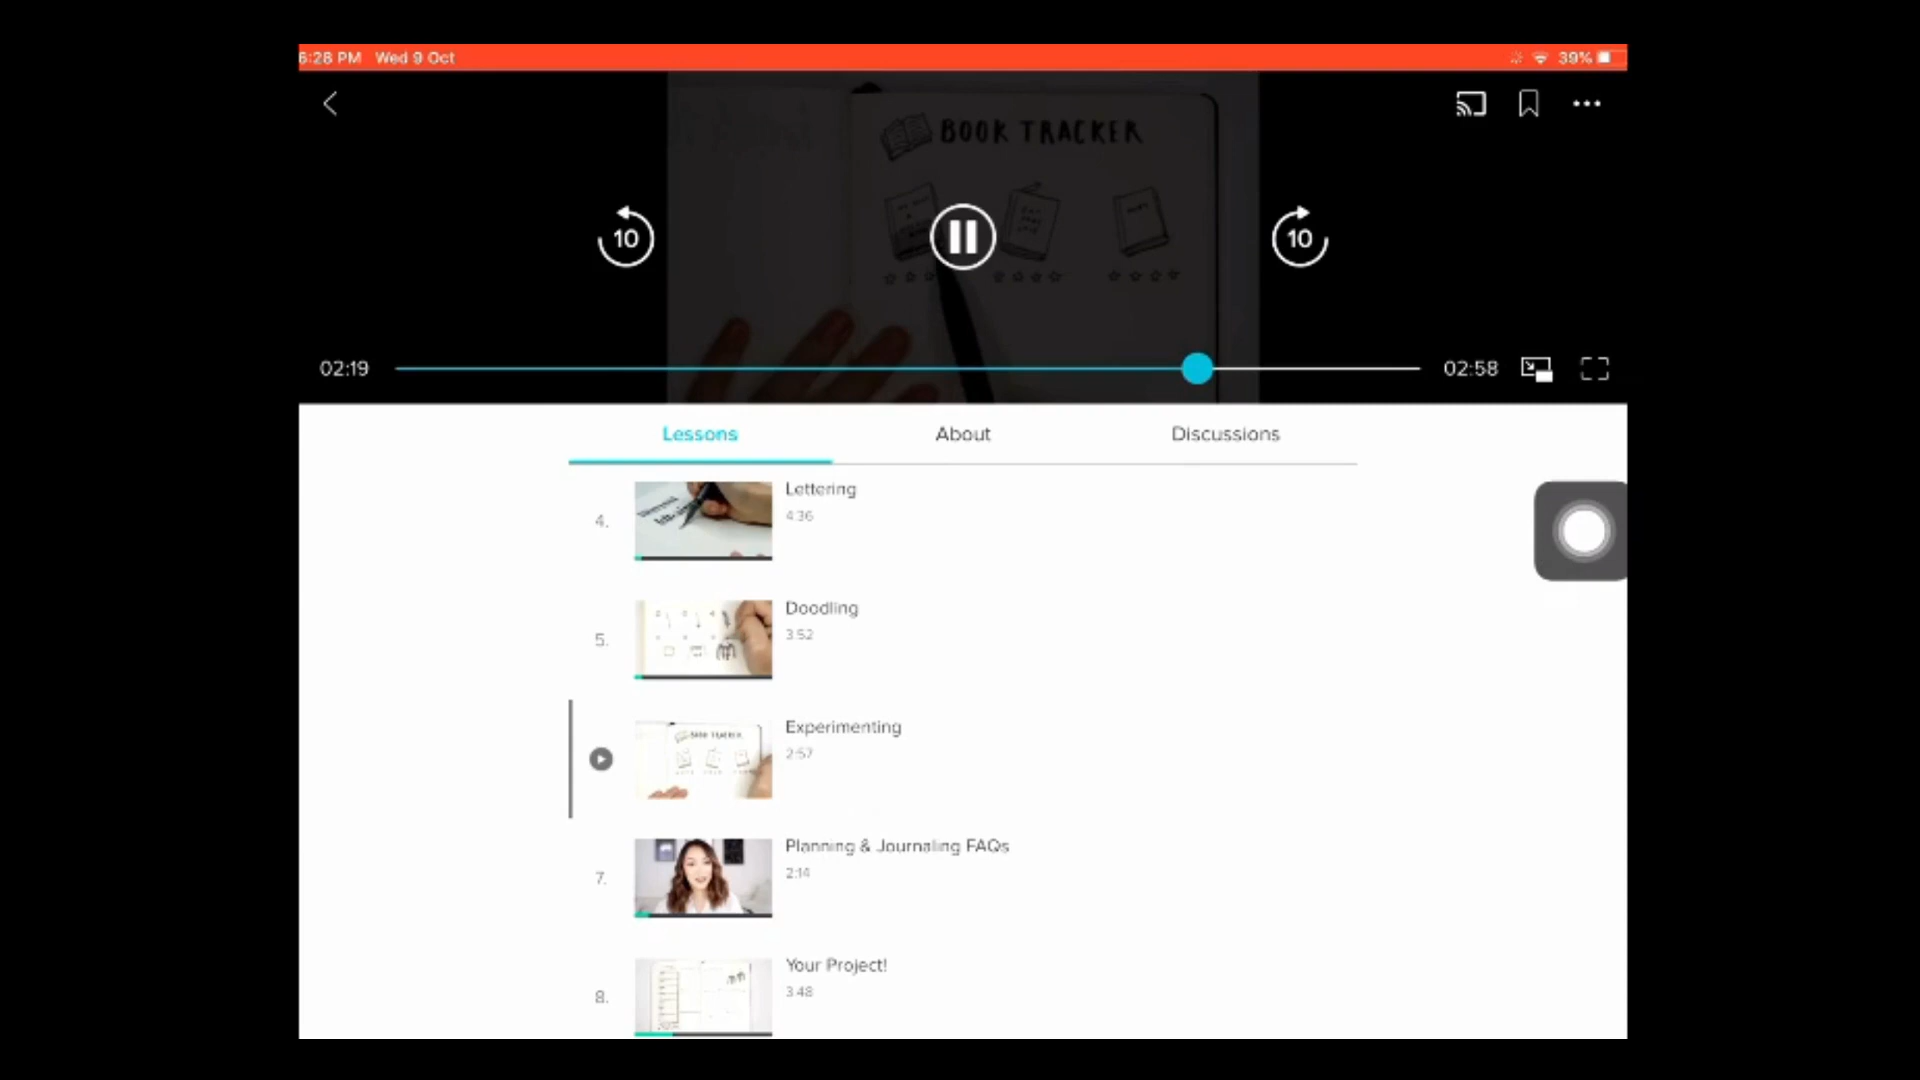 6:28 PM Wed 9 Oct
39%
BOOK TRACKER
10
10
02:19
02:58
Lessons
About
Discussions
4.
Lettering
4:36
5.
Doodling
3:52
Experimenting
2:57
7.
Planning & Journaling FAQs
2:14
8.
Your Project!
3:48